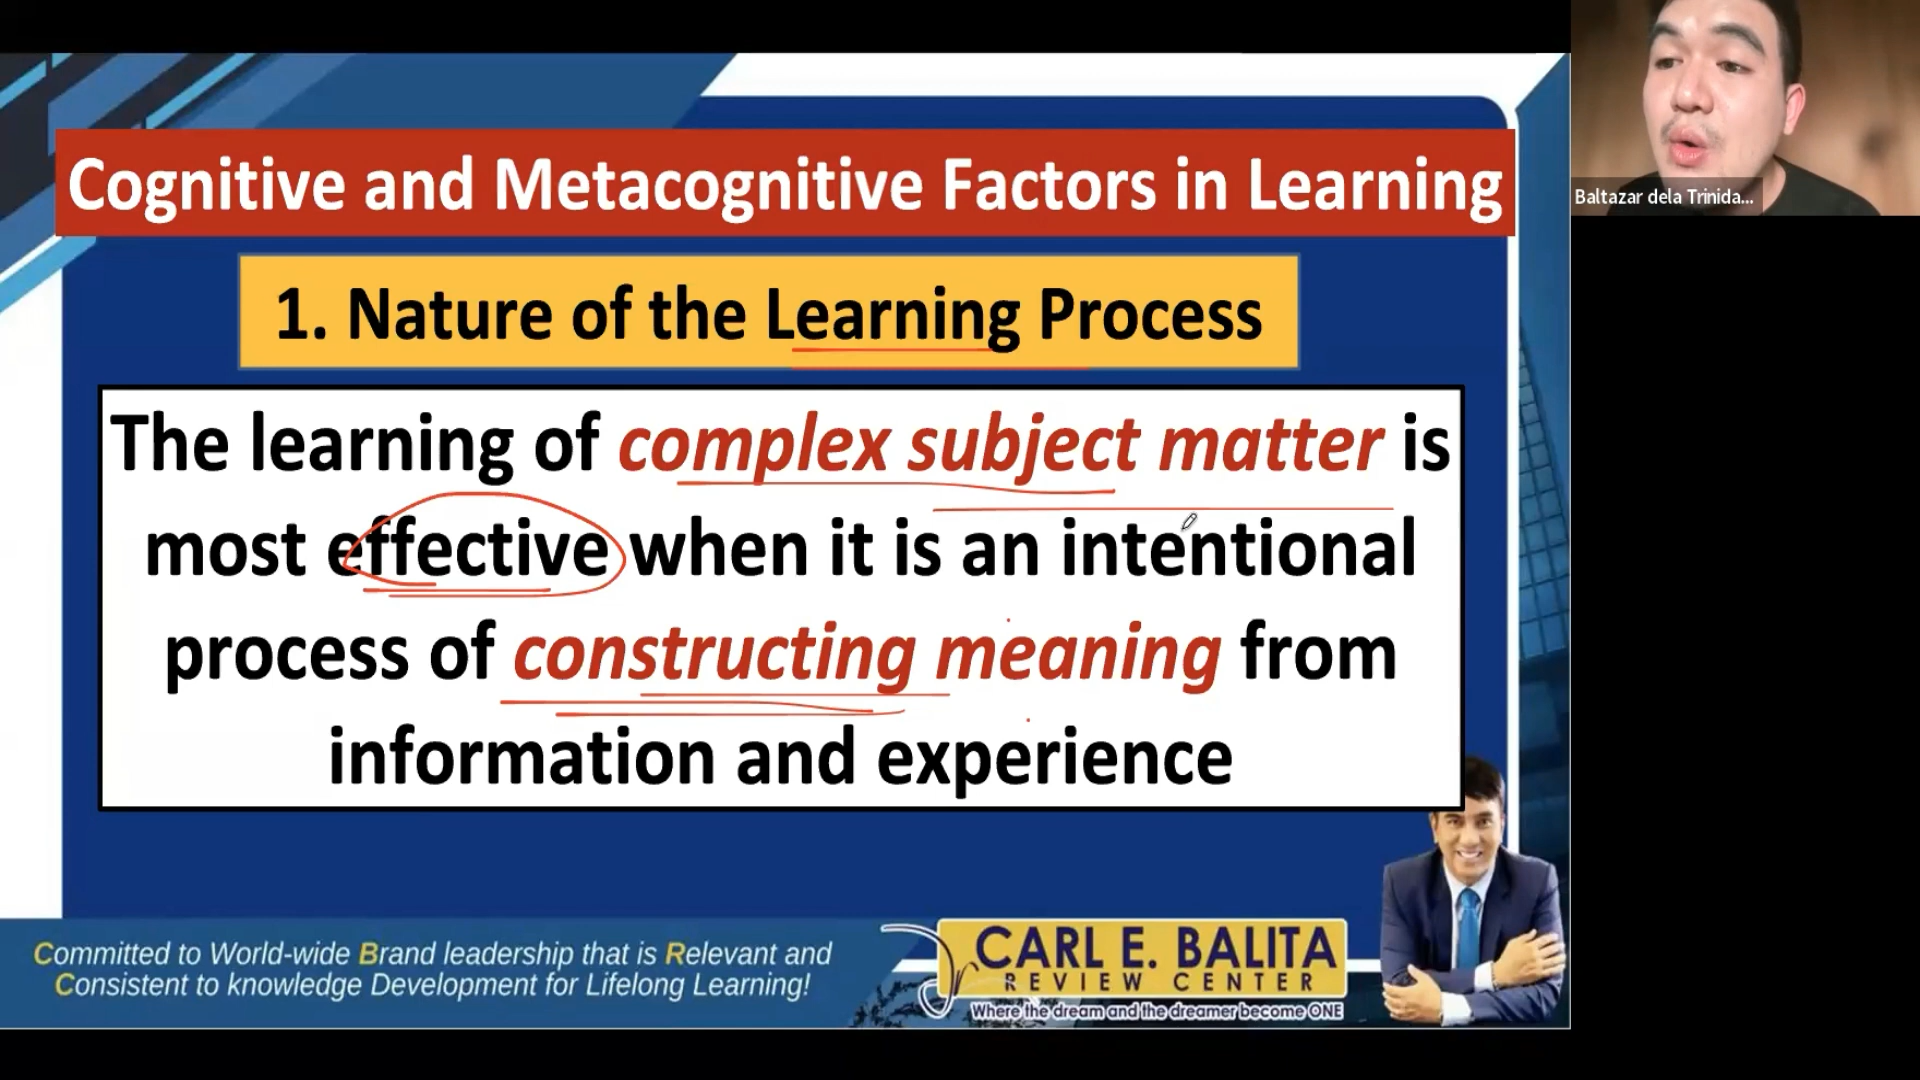 Cognitive and Metacognitive Factors in Learning
Baltazar dela Trinida...
1. Nature of the Learning Process
The learning of complex subject matter is
most effective when it is an intentional
process of constructing meaning from
information and experience
Committed to World-wide Brand leadership that is Relevant and
Consistent to knowledge Development for Lifelong Learning!
Dr CARL E. BALITA
REVIEW CENTER
Where the dream and the dreamer become ONE